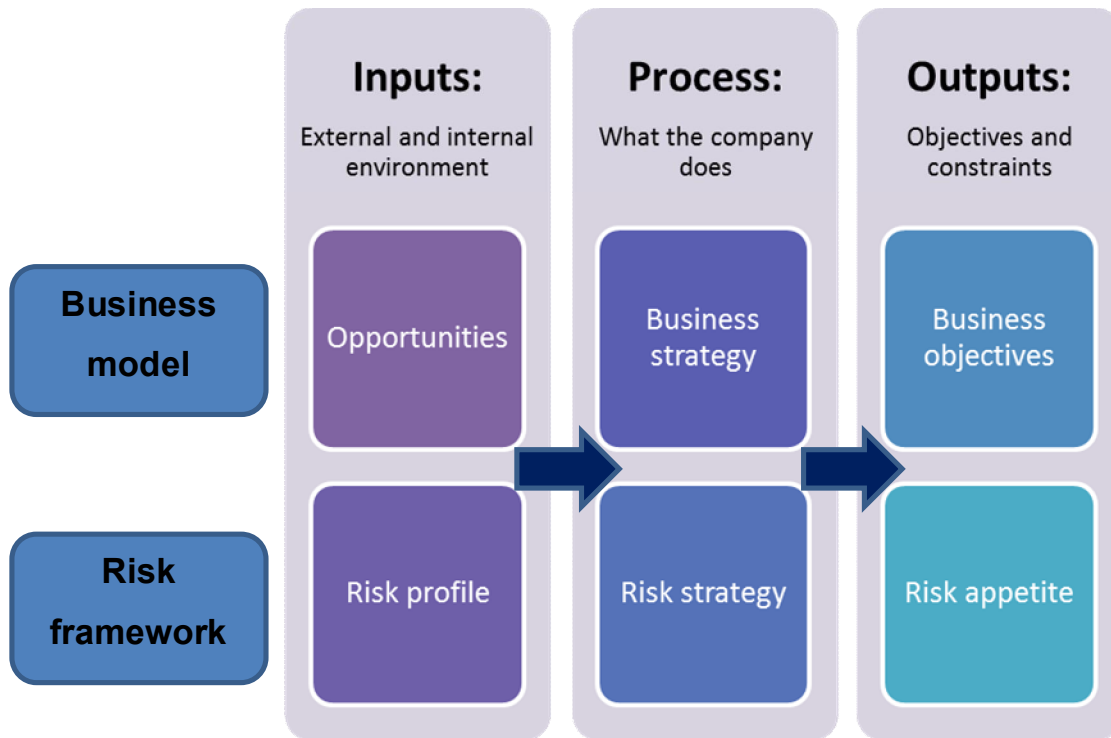 Inputs:
External and internal
environment
Process:
What the company
does
Outputs:
Objectives and
constraints
Business
model
Opportunities
Business
strategy
Business
objectives
Risk
framework
Risk profile
Risk strategy
Risk appetite